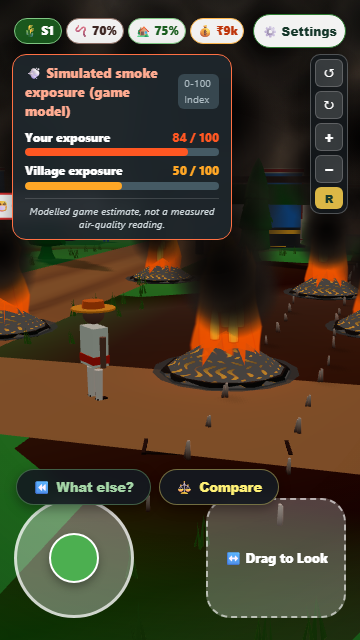 S1
70%
75%
₹9k
Settings
Simulated smoke
exposure (game
model)
0-100
Index
Your exposure 84 / 100
Village exposure 50 / 100
Modelled game estimate, not a measured
air-quality reading.
↺
↻
+
−
R
What else?
Compare
Drag to Look